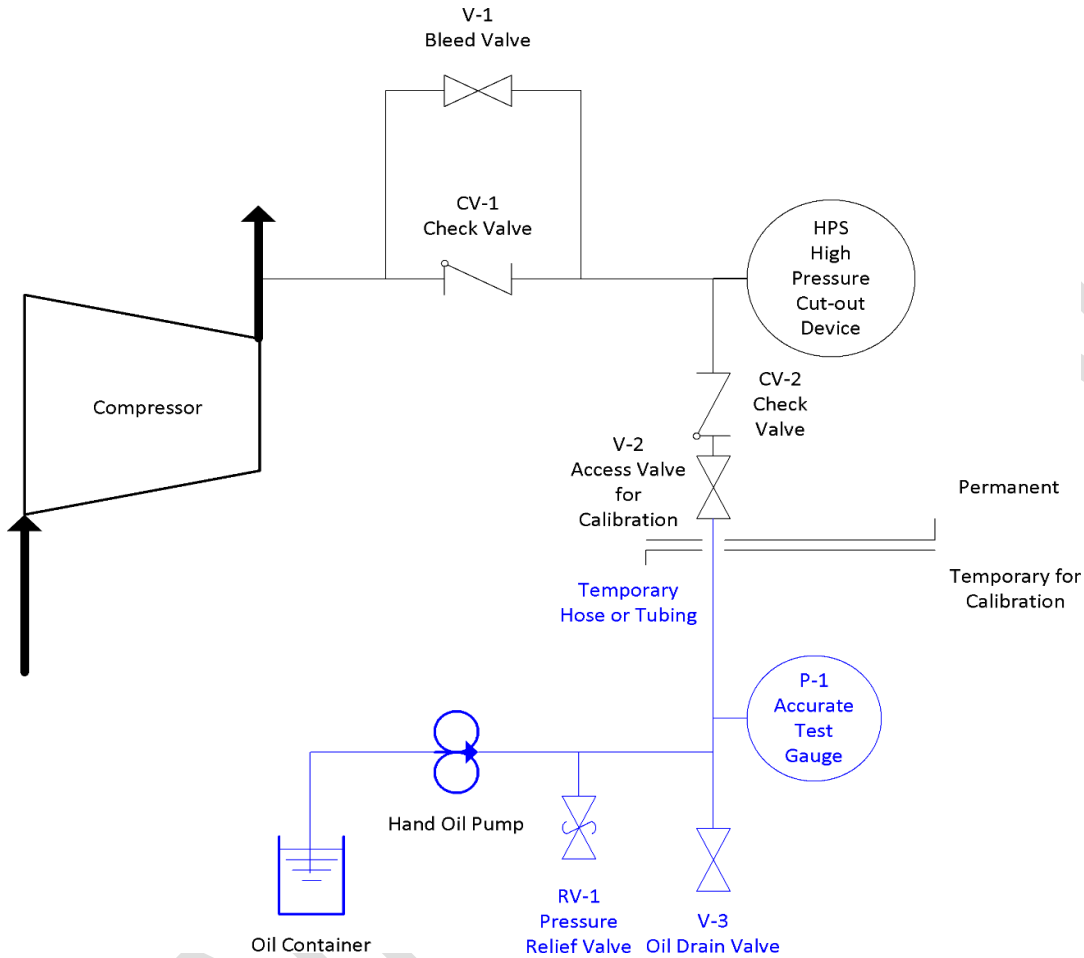 V-1
Bleed Valve
CV-1
Check Valve
HPS
High
Pressure
Cut-out
Device
Compressor
CV-2
Check
Valve
V-2
Access Valve
for
Calibration
Permanent
Temporary for
Calibration
Temporary
Hose or Tubing
P-1
Accurate
Test
Gauge
Hand Oil Pump
RV-1
Pressure
Relief Valve
V-3
Oil Drain Valve
Oil Container